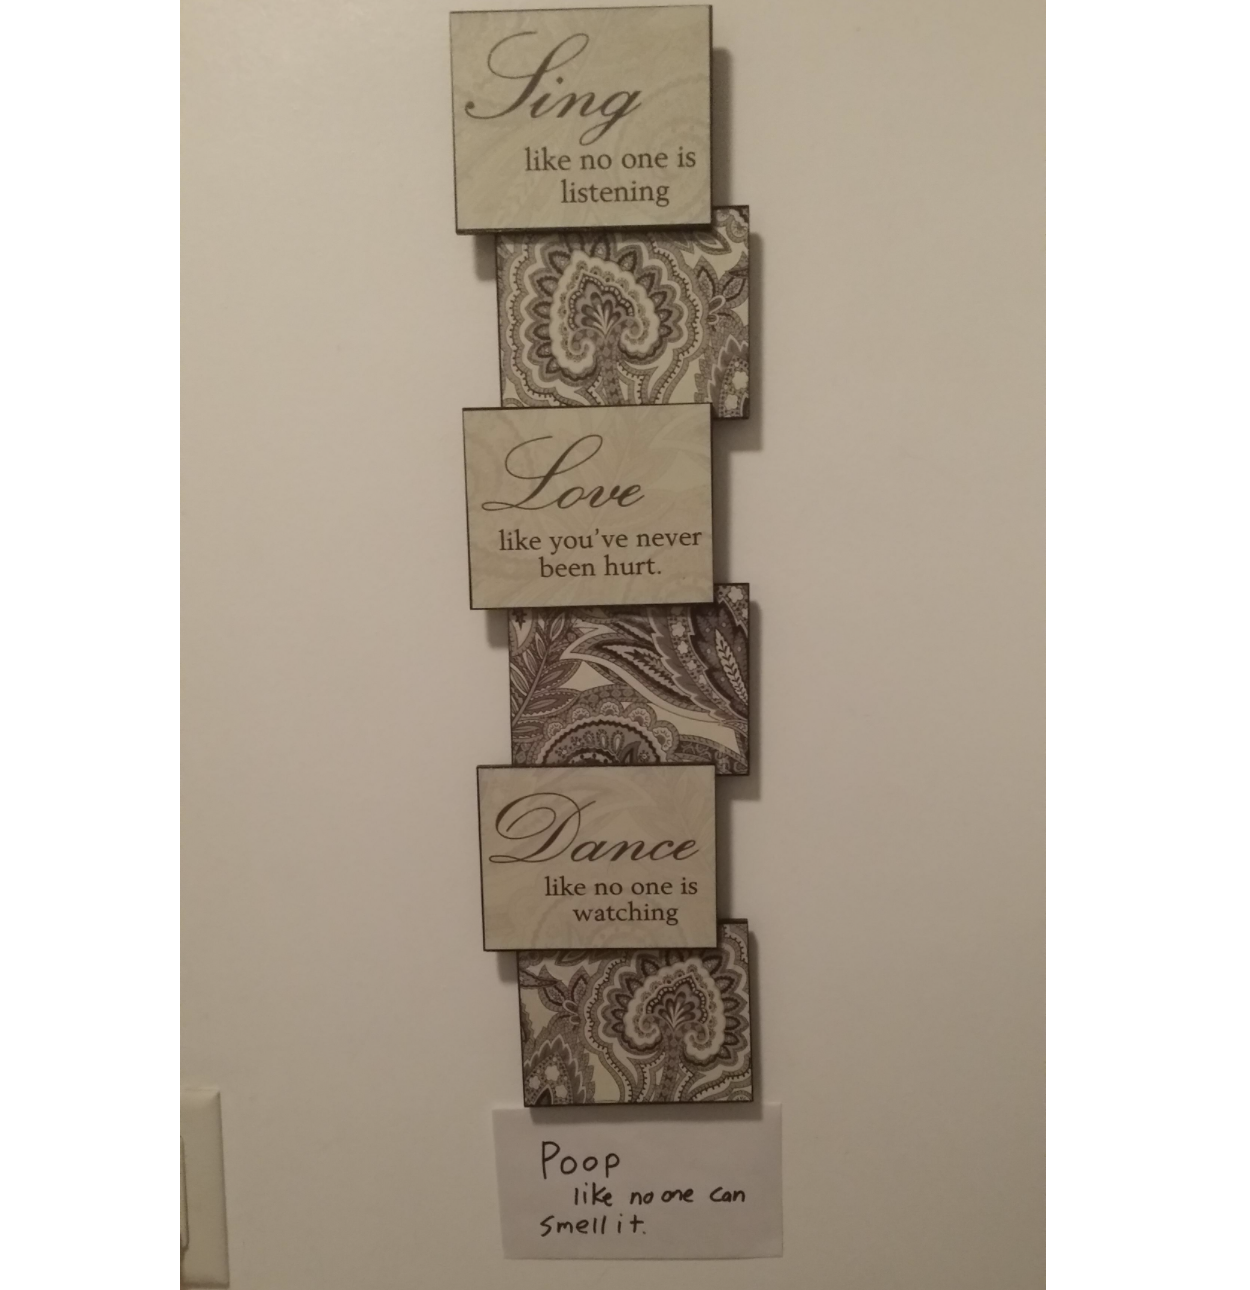 Sing
like no one is
listening
Love
like you've never
been hurt.
Dance
like no one is
watching
Poop
like no one can
smell it.